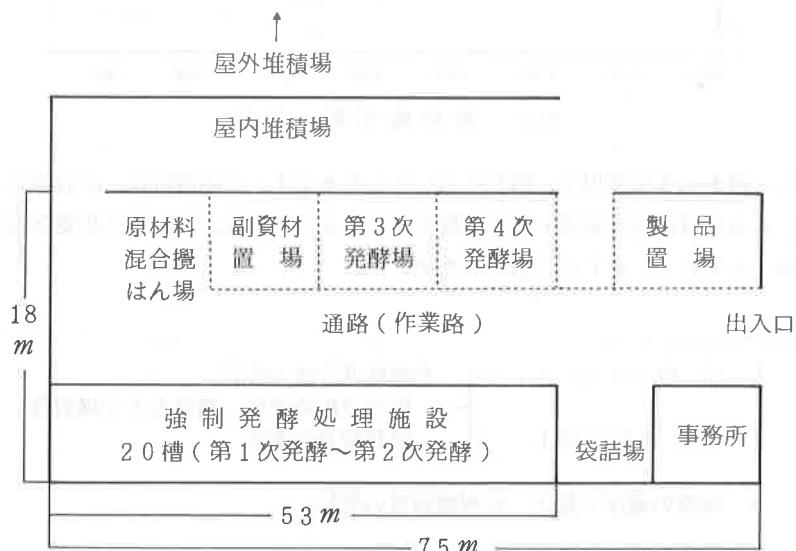 屋外堆積場
屋内堆積場
原材料
混合攪
はん場
副資材
置場
第3次
発酵場
第4次
発酵場
製品
置場
18
m
通路(作業路)
出入口
強制発酵処理施設
20槽(第1次発酵～第2次発酵)
袋詰場
事務所
53m
75m